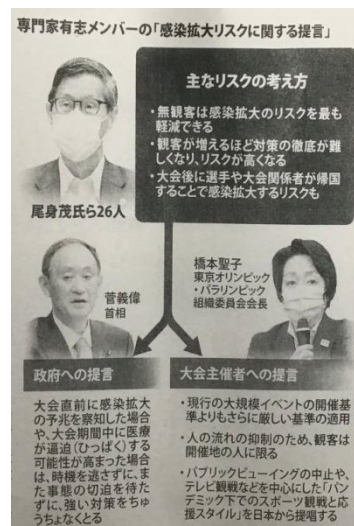 専門家有志メンバーの「感染拡大リスクに関する提言」
主なリスクの考え方
・無観客は感染拡大のリスクを最も
軽減できる
・観客が増えるほど対策の徹底が難
しくなり、リスクが高くなる
・大会後に選手や大会関係者が帰国
することで感染拡大するリスクも
尾身茂氏ら26人
菅義偉
首相
橋本聖子
東京オリンピック
・パラリンピック
組織委員会会長
政府への提言
大会直前に感染拡大
の予兆を察知した場合
や、大会期間中に医療
が逼迫(ひっぱく)する
可能性が高まった場合
は、時機を逃さずに、ま
た事態の切迫を待た
ずに、強い対策をちゅ
うちょなくとる
大会主催者への提言
・現行の大規模イベントの開催基
準よりもさらに厳しい基準の適用
・人の流れの抑制のため、観客は
開催地の人に限る
・パブリックビューイングの中止や、
テレビ観戦などを中心にした「パン
デミック下でのスポーツ観戦と応
援スタイル」を日本から提唱する